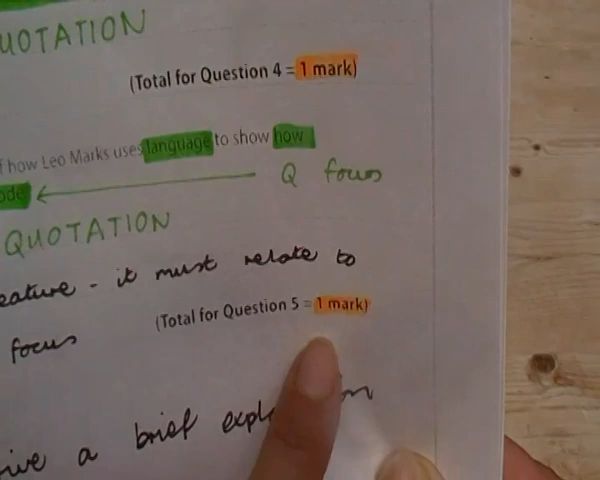 QUOTATION
(Total for Question 4 = 1 mark)
f how Leo Marks uses language to show how
ode
Q focus
QUOTATION
eature - it must relate to
(Total for Question 5 = 1 mark)
focus
ive a brief